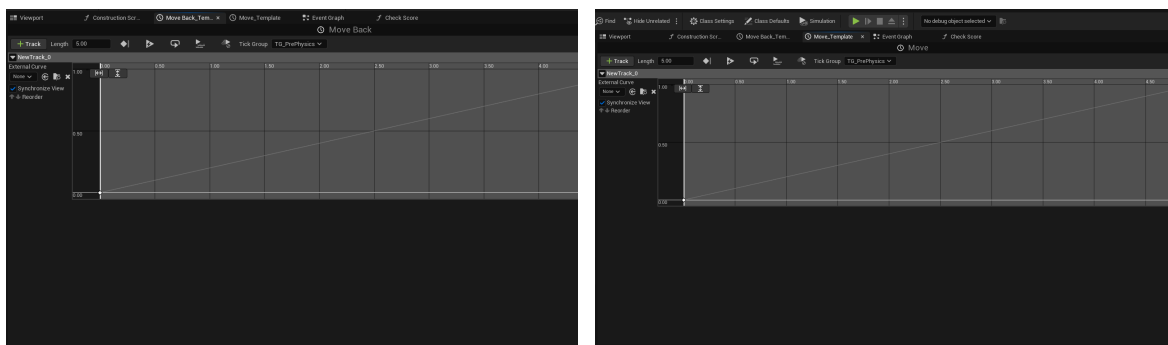 Viewport
Construction Scr...
Move Back_Tem... ×
Move_Template
Event Graph
Check Score
Move Back
+ Track Length 5.00 Tick Group TG_PrePhysics
NewTrack_0
External Curve
None
Synchronize View
Reorder
0.00 0.50 1.00 1.50 2.00 2.50 3.00 3.50 4.00
1.00
0.50
0.00
Find Hide Unrelated Class Settings Class Defaults Simulation No debug object selected
Viewport
Construction Scr...
Move Back_Tem...
Move_Template ×
Event Graph
Check Score
Move
+ Track Length 5.00 Tick Group TG_PrePhysics
NewTrack_0
External Curve
None
Synchronize View
Reorder
0.00 0.50 1.00 1.50 2.00 2.50 3.00 3.50 4.00 4.50
1.00
0.50
0.00